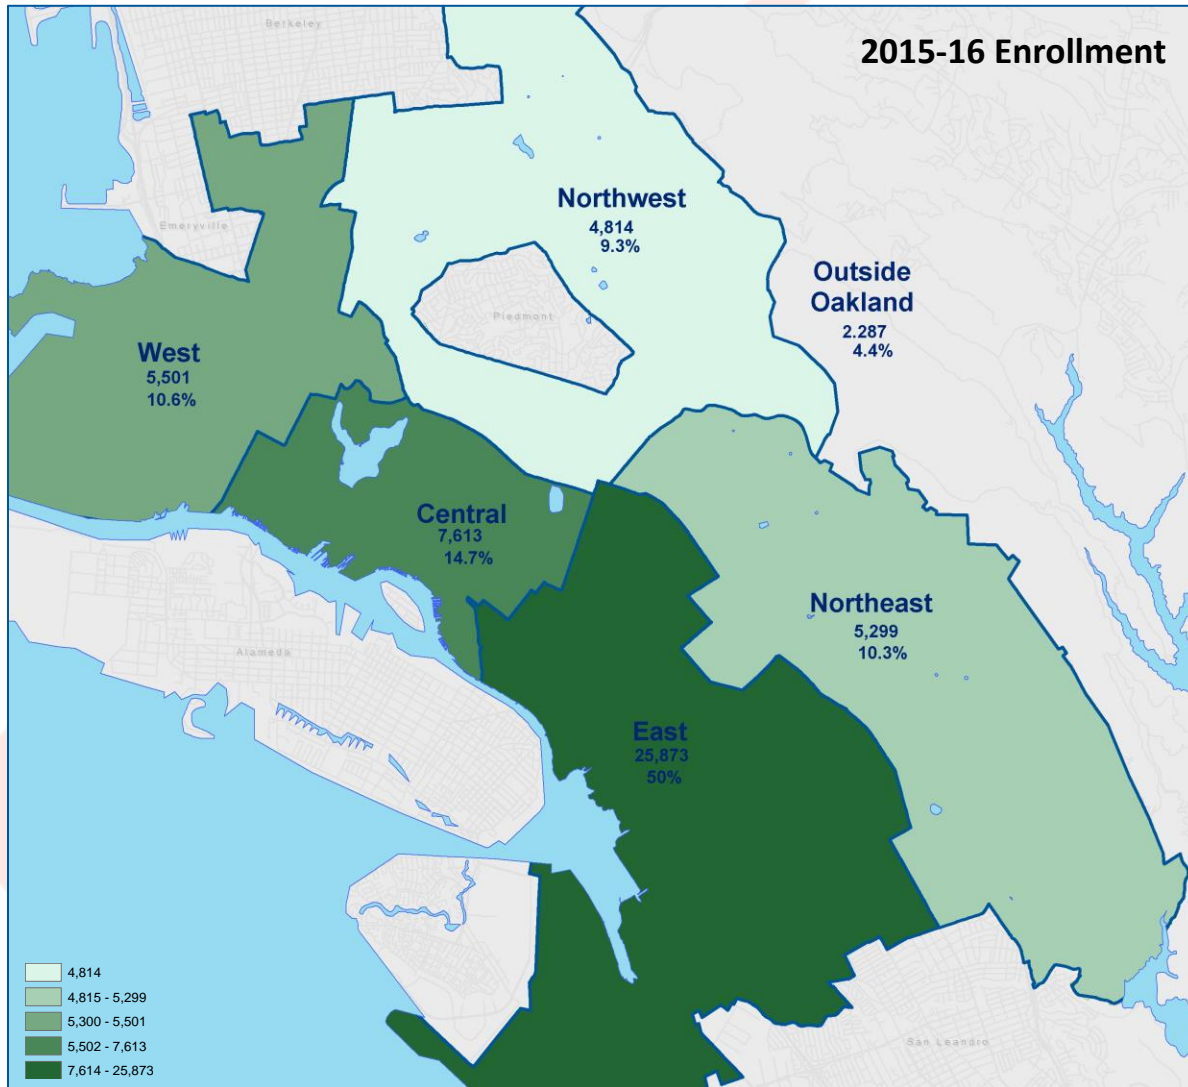 Berkeley
2015-16 Enrollment
Northwest
4,814
9.3%
Emeryville
Outside
Oakland
2.287
4.4%
Piedmont
West
5,501
10.6%
Central
7,613
14.7%
Northeast
5,299
10.3%
Alameda
East
25,873
50%
4,814
4,815 - 5,299
5,300 - 5,501
5,502 - 7,613
7,614 - 25,873
San Leandro